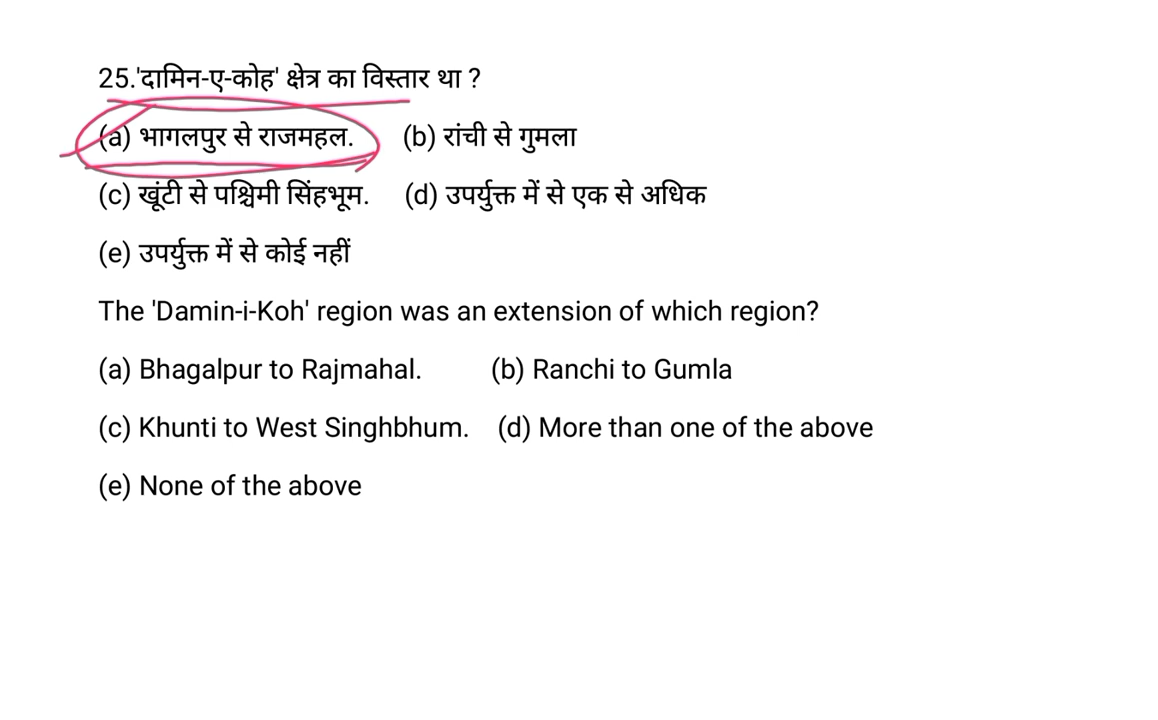 25.'दामिन-ए-कोह' क्षेत्र का विस्तार था ?
(a) भागलपुर से राजमहल. (b) रांची से गुमला
(c) खूंटी से पश्चिमी सिंहभूम. (d) उपर्युक्त में से एक से अधिक
(e) उपर्युक्त में से कोई नहीं
The 'Damin-i-Koh' region was an extension of which region?
(a) Bhagalpur to Rajmahal. (b) Ranchi to Gumla
(c) Khunti to West Singhbhum. (d) More than one of the above
(e) None of the above